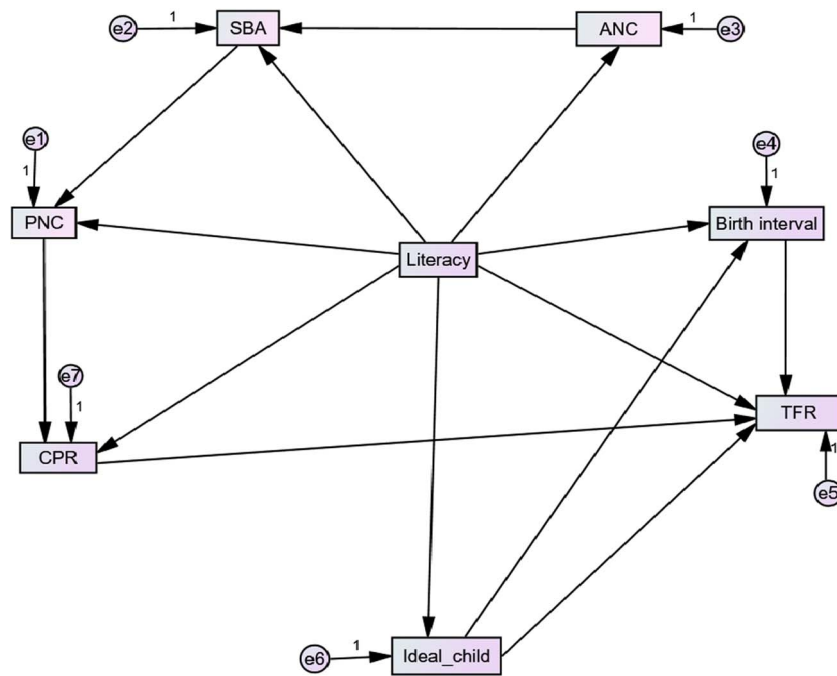 e2
1
SBA
ANC
1
e3
e1
1
e4
1
PNC
Birth interval
Literacy
e7
1
TFR
CPR
1
e5
e6
1
Ideal_child